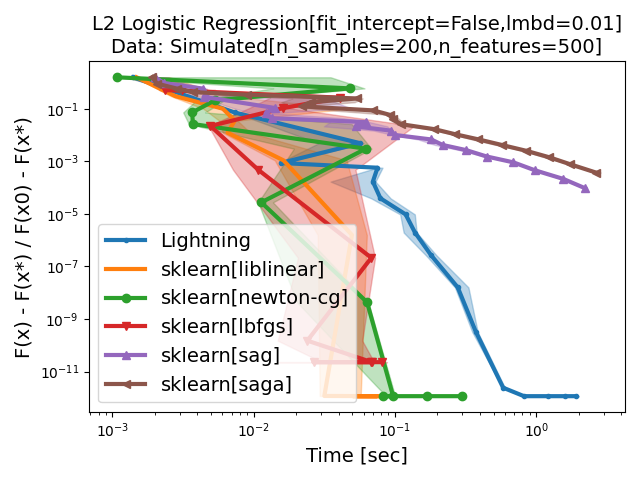 L2 Logistic Regression[fit_intercept=False,lmbd=0.01]
Data: Simulated[n_samples=200,n_features=500]
F(x) - F(x*) / F(x0) - F(x*)
10⁻¹
10⁻³
10⁻⁵
10⁻⁷
10⁻⁹
10⁻¹¹
Lightning
sklearn[liblinear]
sklearn[newton-cg]
sklearn[lbfgs]
sklearn[sag]
sklearn[saga]
10⁻³ 10⁻² 10⁻¹ 10⁰
Time [sec]